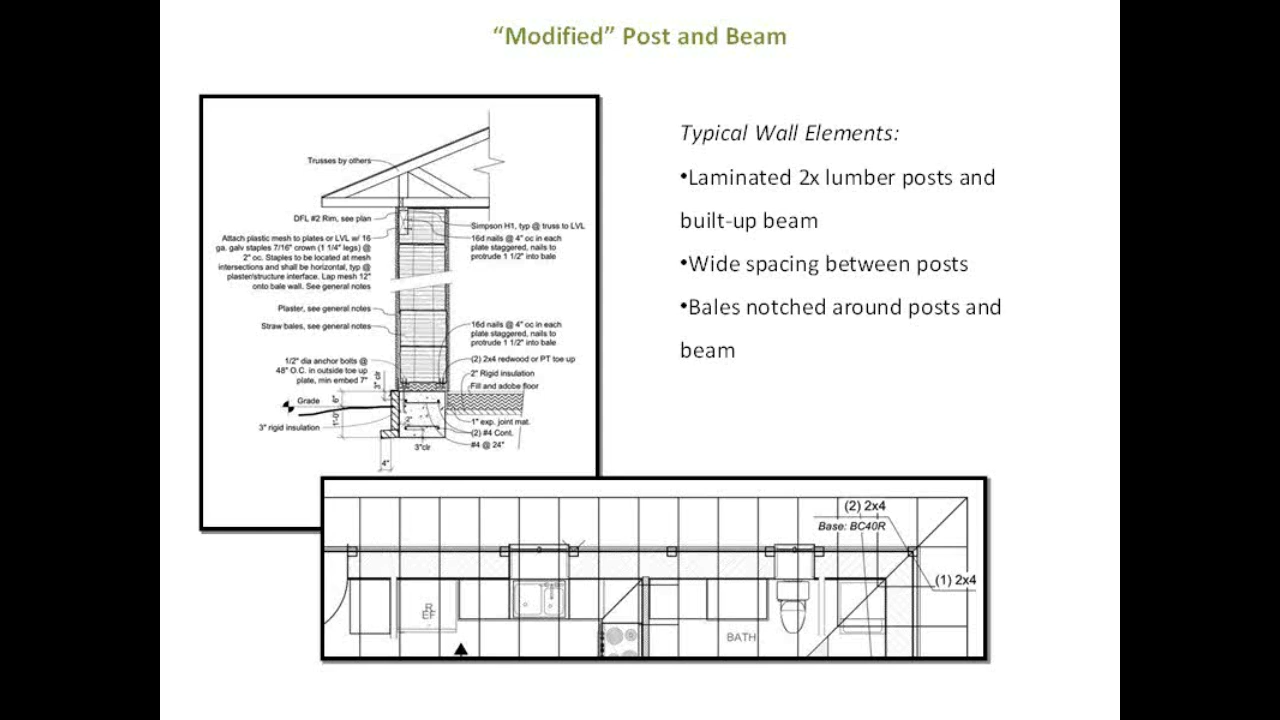 “Modified” Post and Beam
Trusses by others
DFL #2 Rim, see plan
Attach plastic mesh to plates or LVL w/ 16
ga. galv staples 7/16" crown (1 1/4" legs) @
2" oc. Staples to be located at mesh
intersections and shall be horizontal, typ @
plaster/structure interface. Lap mesh 12"
onto bale wall. See general notes
Plaster, see general notes
Straw bales, see general notes
1/2" dia anchor bolts @
48" O.C. in outside toe up
plate, min embed 7"
3" clr
6"
Grade
1'-0"
3" rigid insulation
4"
3"clr
2"
Simpson H1, typ @ truss to LVL
16d nails @ 4" oc in each
plate staggered, nails to
protrude 1 1/2" into bale
16d nails @ 4" oc in each
plate staggered, nails to
protrude 1 1/2" into bale
(2) 2x4 redwood or PT toe up
2" Rigid insulation
Fill and adobe floor
1" exp. joint mat.
(2) #4 Cont.
#4 @ 24"
Typical Wall Elements:
•Laminated 2x lumber posts and
built-up beam
•Wide spacing between posts
•Bales notched around posts and
beam
(2) 2x4
Base: BC40R
(1) 2x4
R
EF
BATH